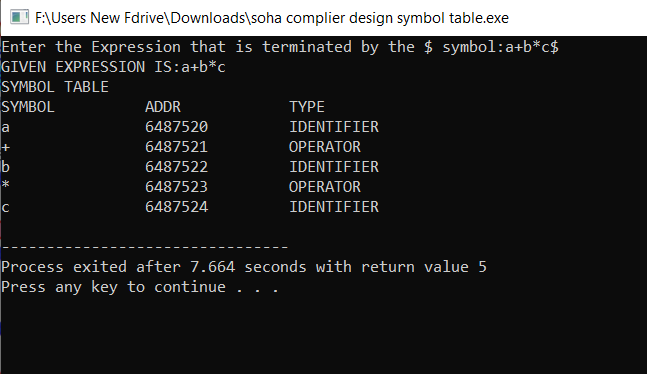 F:\Users New Fdrive\Downloads\soha complier design symbol table.exe
Enter the Expression that is terminated by the $ symbol:a+b*c$
GIVEN EXPRESSION IS:a+b*c
SYMBOL TABLE
SYMBOL ADDR TYPE
a 6487520 IDENTIFIER
+ 6487521 OPERATOR
b 6487522 IDENTIFIER
* 6487523 OPERATOR
c 6487524 IDENTIFIER
--------------------------------
Process exited after 7.664 seconds with return value 5
Press any key to continue . . .